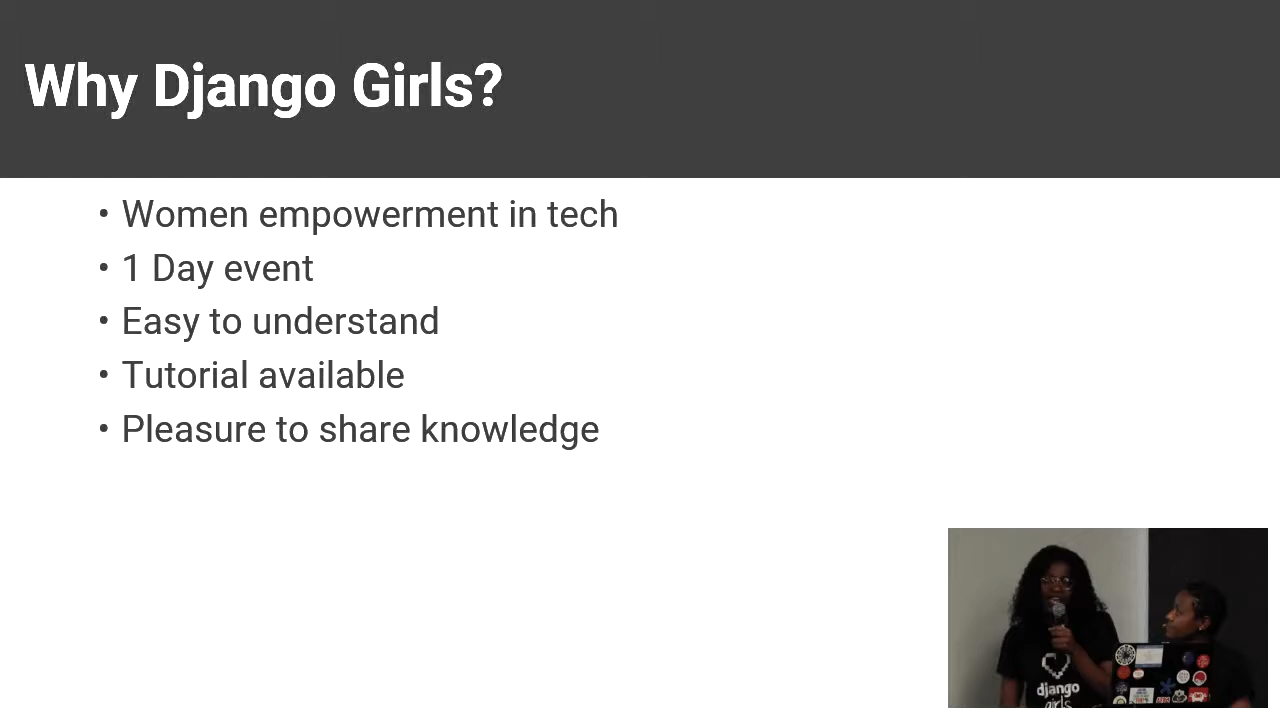 Why Django Girls?
• Women empowerment in tech
• 1 Day event
• Easy to understand
• Tutorial available
• Pleasure to share knowledge
django
girls